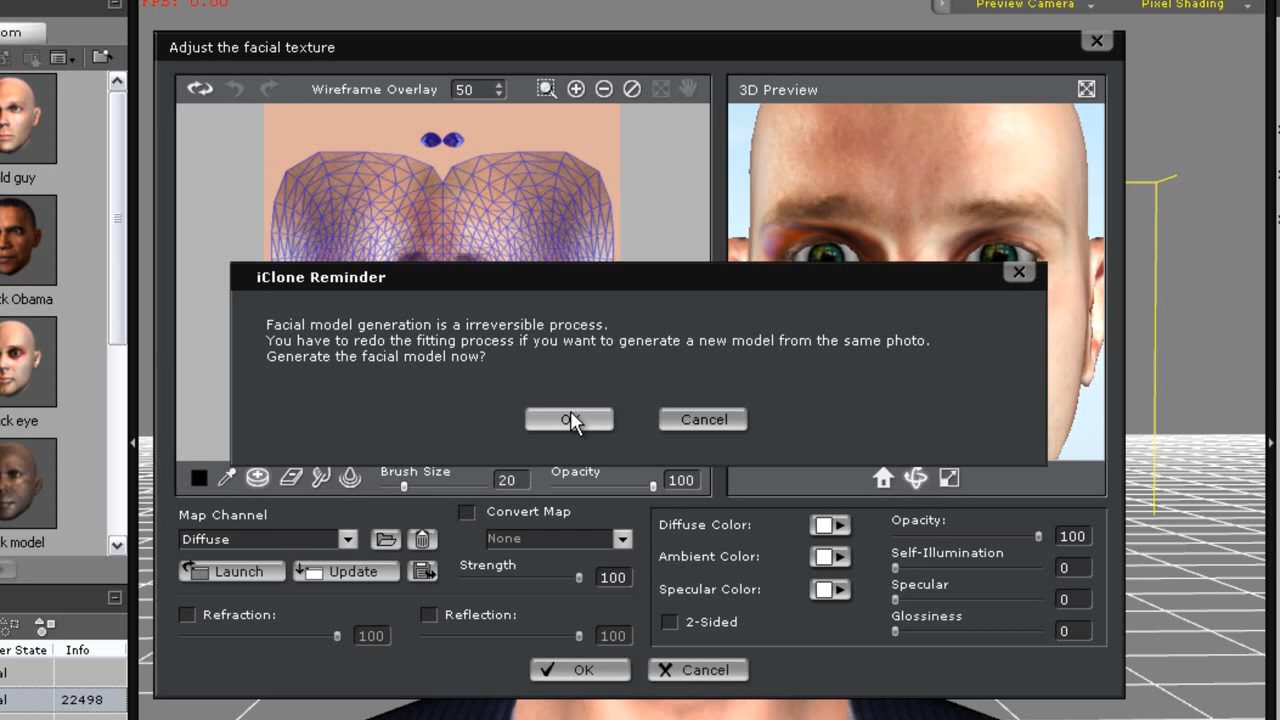 FPS: 0.00
Preview Camera
Pixel Shading
om
Adjust the facial texture
Wireframe Overlay 50
3D Preview
ld guy
ck Obama
ck eye
k model
iClone Reminder
Facial model generation is a irreversible process.
You have to redo the fitting process if you want to generate a new model from the same photo.
Generate the facial model now?
Cancel
Brush Size 20 Opacity 100
Map Channel
Diffuse
Convert Map
None
Launch
Update
Strength
100
Refraction:
100
Reflection:
100
Diffuse Color:
Ambient Color:
Specular Color:
2-Sided
Opacity:
100
Self-Illumination
0
Specular
0
Glossiness
0
OK
Cancel
er State Info
al
al 22498